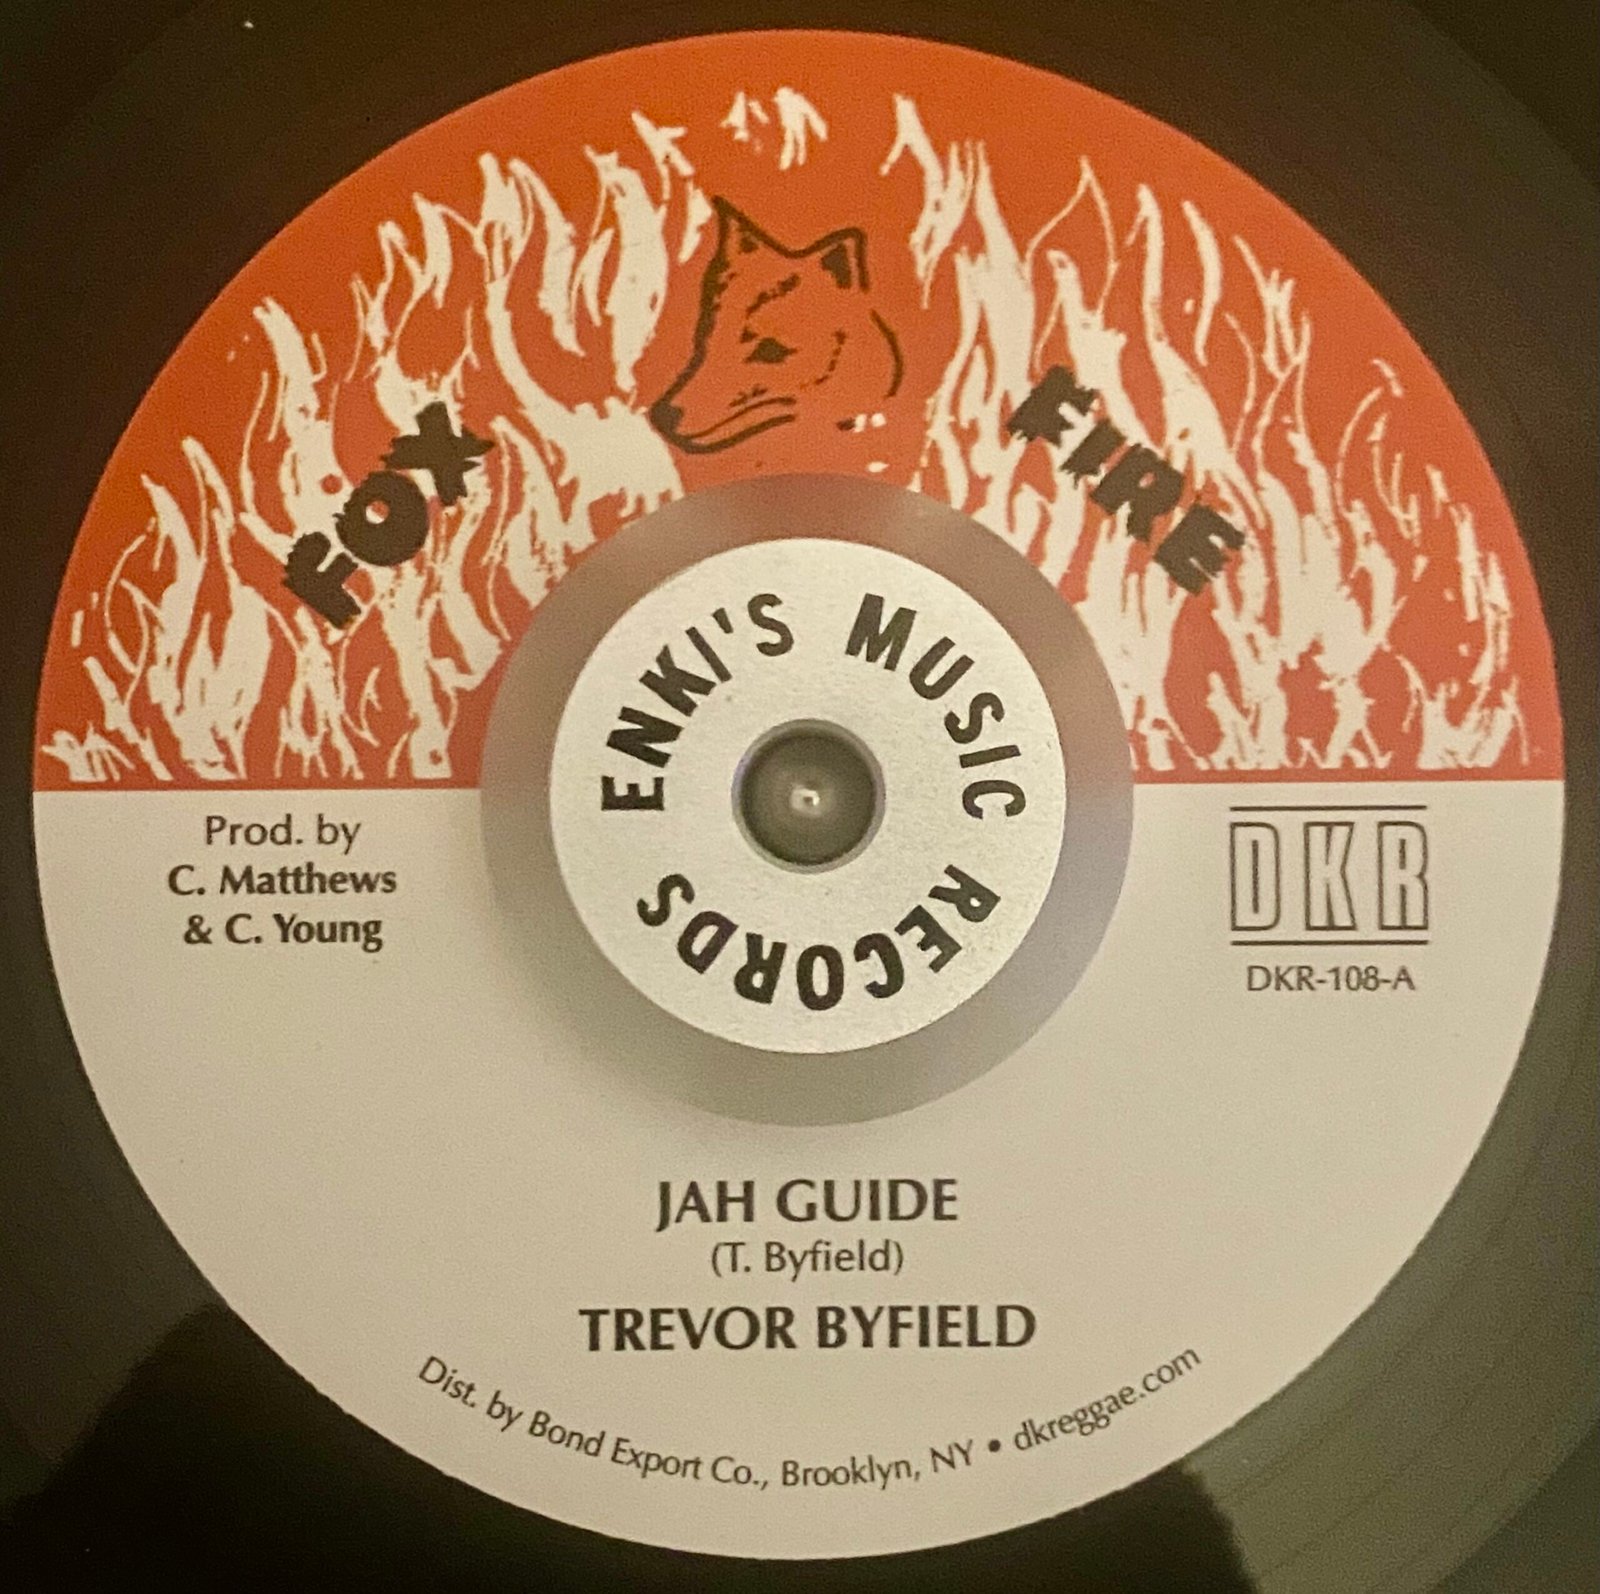 FOX FIRE
ENKI'S MUSIC RECORDS
Prod. by
C. Matthews
& C. Young
DKR
DKR-108-A
JAH GUIDE
(T. Byfield)
TREVOR BYFIELD
Dist. by Bond Export Co., Brooklyn, NY • dkreggae.com